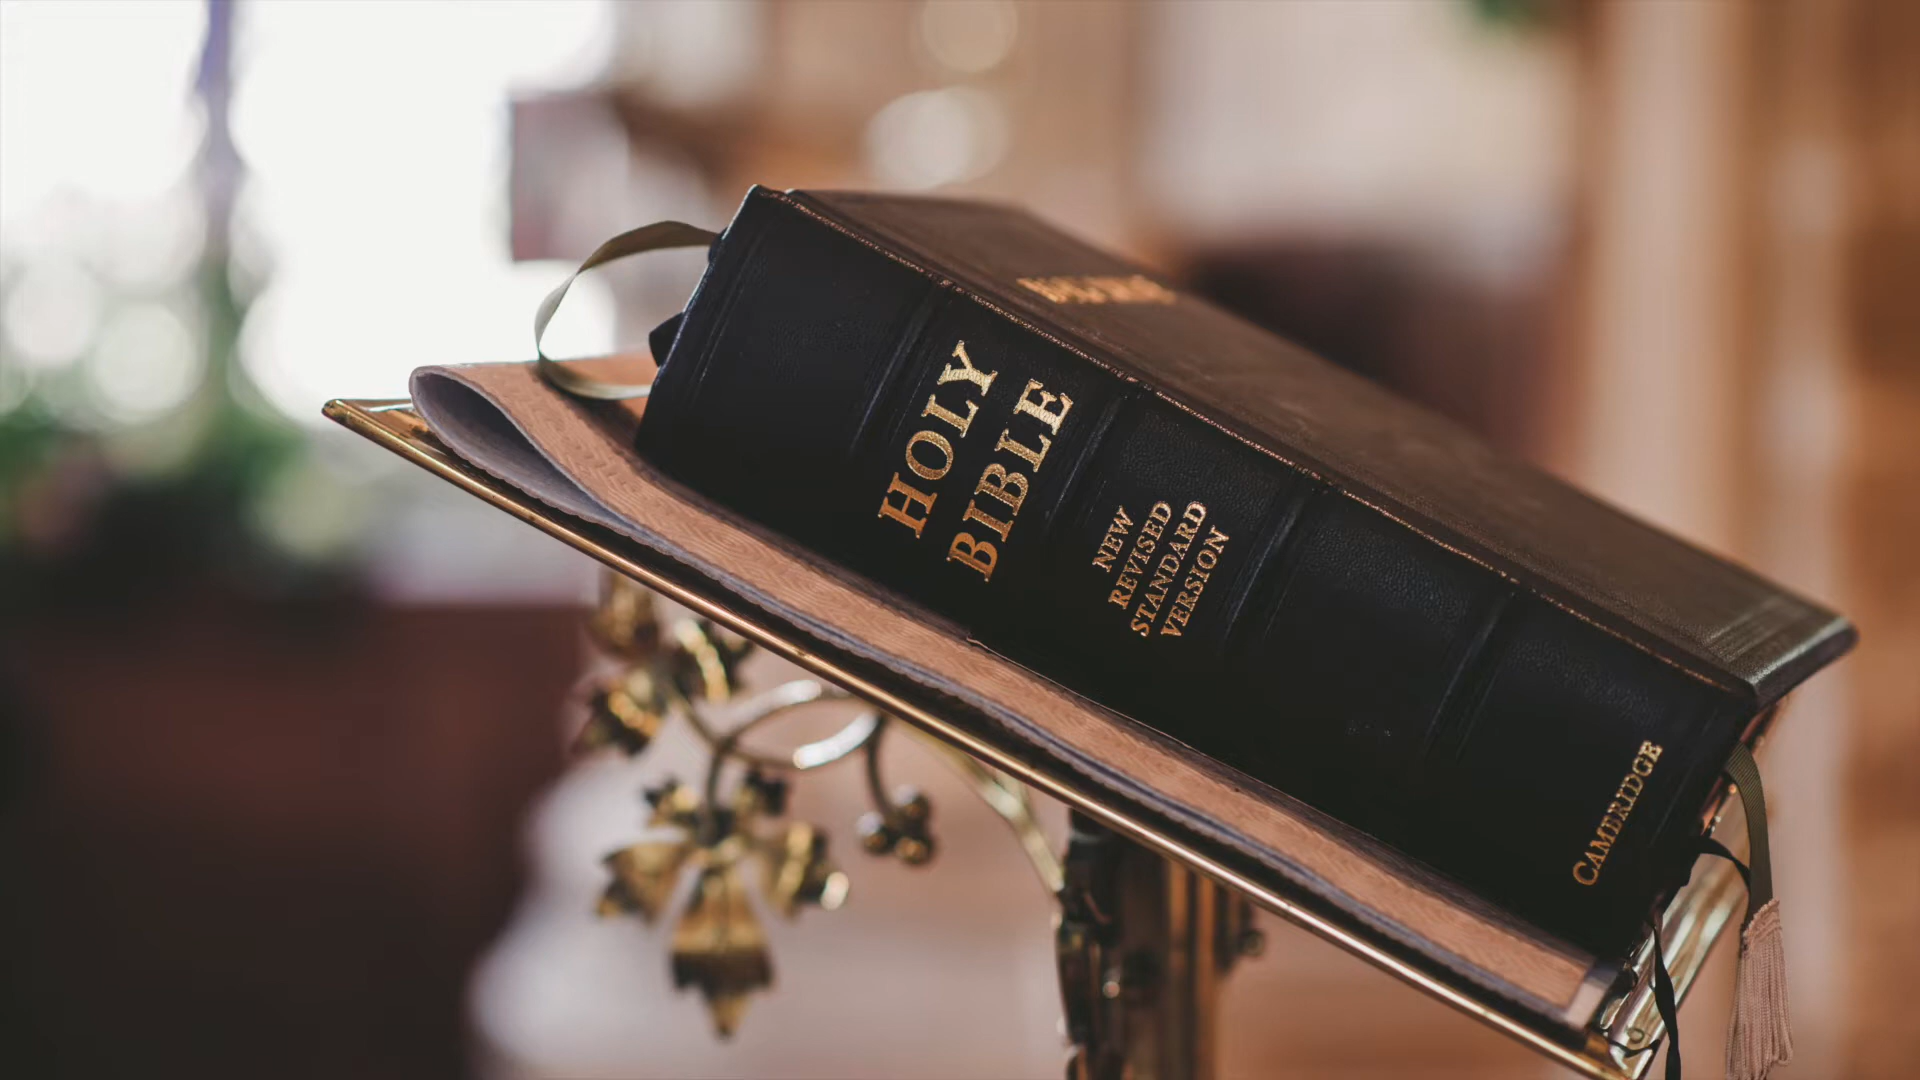 HOLY
BIBLE
NEW
REVISED
STANDARD
VERSION
CAMBRIDGE